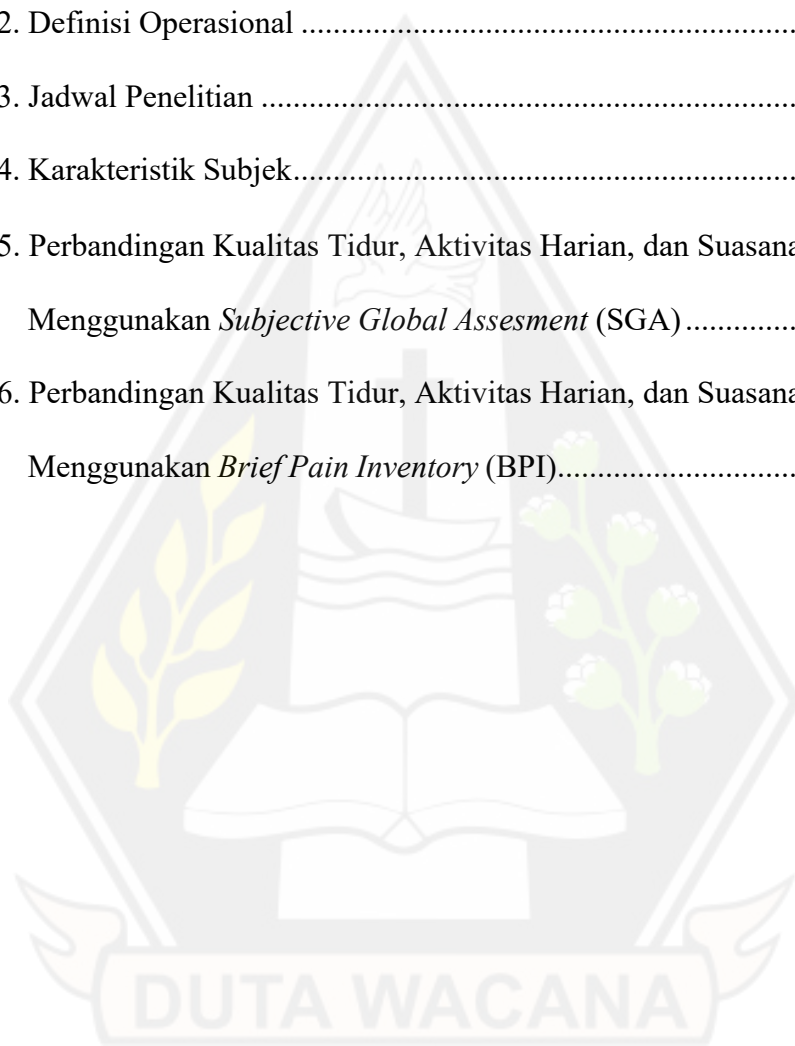 2. Definisi Operasional ..............................................................
3. Jadwal Penelitian ...................................................................
4. Karakteristik Subjek...............................................................
5. Perbandingan Kualitas Tidur, Aktivitas Harian, dan Suasana
Menggunakan Subjective Global Assesment (SGA)..............
6. Perbandingan Kualitas Tidur, Aktivitas Harian, dan Suasana
Menggunakan Brief Pain Inventory (BPI)..............................
DUTA WACANA